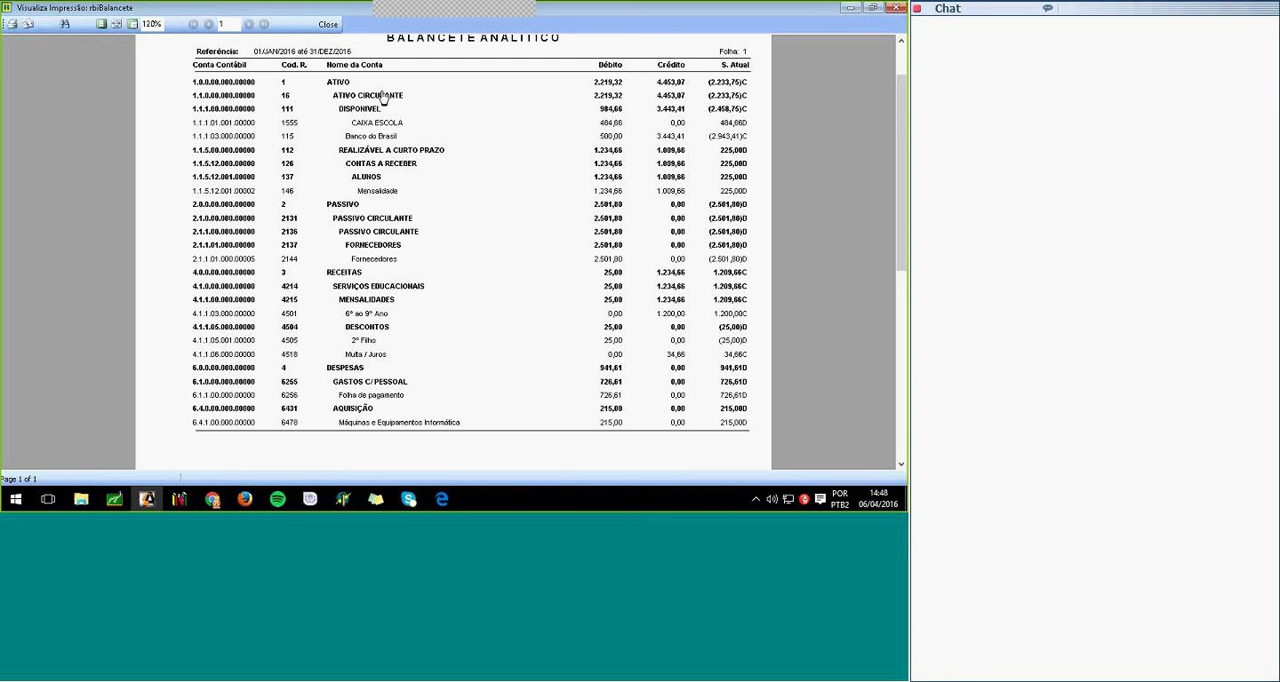 Visualiza Impressão: rbiBalancete
Chat
120%
1
Close
BALANCETE ANALÍTICO
Referência: 01/JAN/2016 até 31/DEZ/2016 Folha: 1
Conta Contábil Cod. R. Nome da Conta Débito Crédito S. Atual
1.0.0.00.000.00000 1 ATIVO 2.219,32 4.453,07 (2.233,75)C
1.1.0.00.000.00000 16 ATIVO CIRCULANTE 2.219,32 4.453,07 (2.233,75)C
1.1.1.00.000.00000 111 DISPONIVEL 984,66 3.443,41 (2.458,75)C
1.1.1.01.001.00000 1555 CAIXA ESCOLA 484,66 0,00 484,66D
1.1.1.03.000.00000 115 Banco do Brasil 500,00 3.443,41 (2.943,41)C
1.1.5.00.000.00000 112 REALIZÁVEL A CURTO PRAZO 1.234,66 1.009,66 225,00D
1.1.5.12.000.00000 126 CONTAS A RECEBER 1.234,66 1.009,66 225,00D
1.1.5.12.001.00000 137 ALUNOS 1.234,66 1.009,66 225,00D
1.1.5.12.001.00002 146 Mensalidade 1.234,66 1.009,66 225,00D
2.0.0.00.000.00000 2 PASSIVO 2.501,80 0,00 (2.501,80)D
2.1.0.00.000.00000 2131 PASSIVO CIRCULANTE 2.501,80 0,00 (2.501,80)D
2.1.1.00.000.00000 2136 PASSIVO CIRCULANTE 2.501,80 0,00 (2.501,80)D
2.1.1.01.000.00000 2137 FORNECEDORES 2.501,80 0,00 (2.501,80)D
2.1.1.01.000.00005 2144 Fornecedores 2.501,80 0,00 (2.501,80)D
4.0.0.00.000.00000 3 RECEITAS 25,00 1.234,66 1.209,66C
4.1.0.00.000.00000 4214 SERVIÇOS EDUCACIONAIS 25,00 1.234,66 1.209,66C
4.1.1.00.000.00000 4215 MENSALIDADES 25,00 1.234,66 1.209,66C
4.1.1.03.000.00000 4501 6º ao 9º Ano 0,00 1.200,00 1.200,00C
4.1.1.05.000.00000 4504 DESCONTOS 25,00 0,00 (25,00)D
4.1.1.05.001.00000 4505 2º Filho 25,00 0,00 (25,00)D
4.1.1.06.000.00000 4518 Multa / Juros 0,00 34,66 34,66C
6.0.0.00.000.00000 4 DESPESAS 941,61 0,00 941,61D
6.1.0.00.000.00000 6255 GASTOS C/ PESSOAL 726,61 0,00 726,61D
6.1.1.00.000.00000 6256 Folha de pagamento 726,61 0,00 726,61D
6.4.0.00.000.00000 6431 AQUISIÇÃO 215,00 0,00 215,00D
6.4.1.00.000.00000 6478 Máquinas e Equipamentos Informática 215,00 0,00 215,00D
Page 1 of 1
POR 14:48
PTB2 06/04/2016